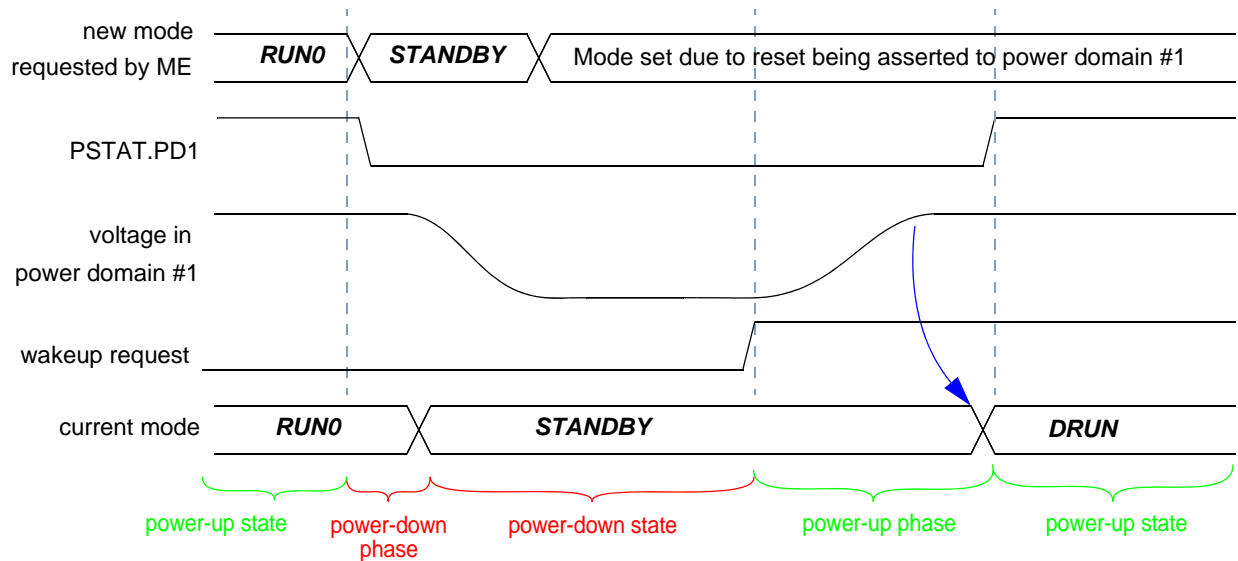 new mode
requested by ME
RUN0
STANDBY
Mode set due to reset being asserted to power domain #1
PSTAT.PD1
voltage in
power domain #1
wakeup request
current mode
RUN0
STANDBY
DRUN
power-up state
power-down
phase
power-down state
power-up phase
power-up state